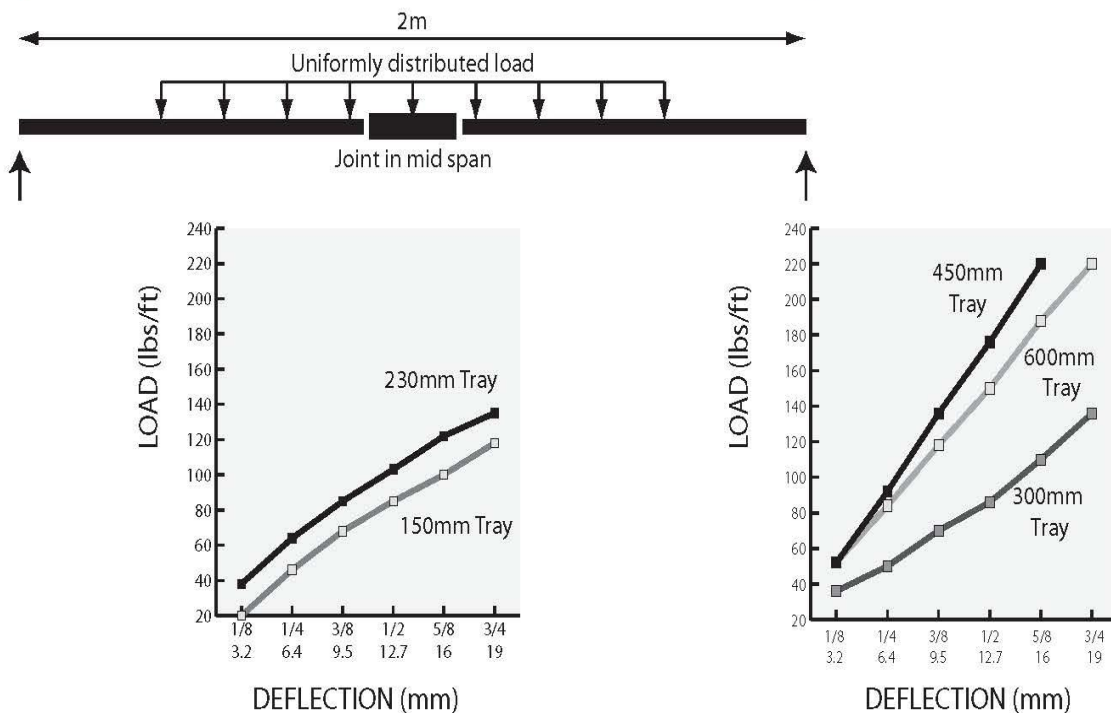 2m
Uniformly distributed load
Joint in mid span
LOAD (lbs/ft)
240
220
200
180
160
140
120
100
80
60
40
20
230mm Tray
150mm Tray
1/8 1/4 3/8 1/2 5/8 3/4
3.2 6.4 9.5 12.7 16 19
DEFLECTION (mm)
LOAD (lbs/ft)
240
220
200
180
160
140
120
100
80
60
40
20
450mm
Tray
600mm
Tray
300mm
Tray
1/8 1/4 3/8 1/2 5/8 3/4
3.2 6.4 9.5 12.7 16 19
DEFLECTION (mm)